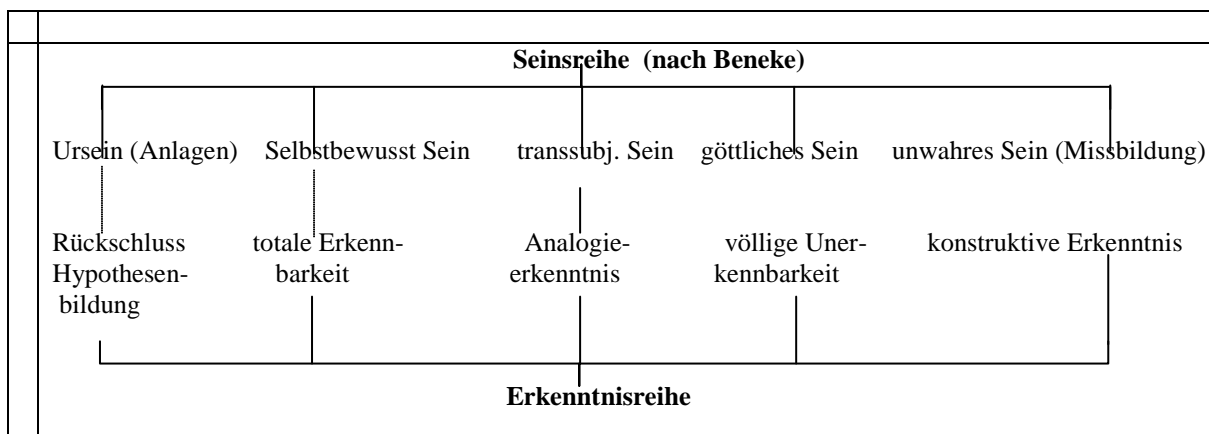 Seinsreihe (nach Beneke)
Ursein (Anlagen) Selbstbewusst Sein transsubj. Sein göttliches Sein unwahres Sein (Missbildung)
Rückschluss totale Erkenn- Analogie- völlige Uner- konstruktive Erkenntnis
Hypothesen- barkeit erkenntnis kennbarkeit
bildung
Erkenntnisreihe